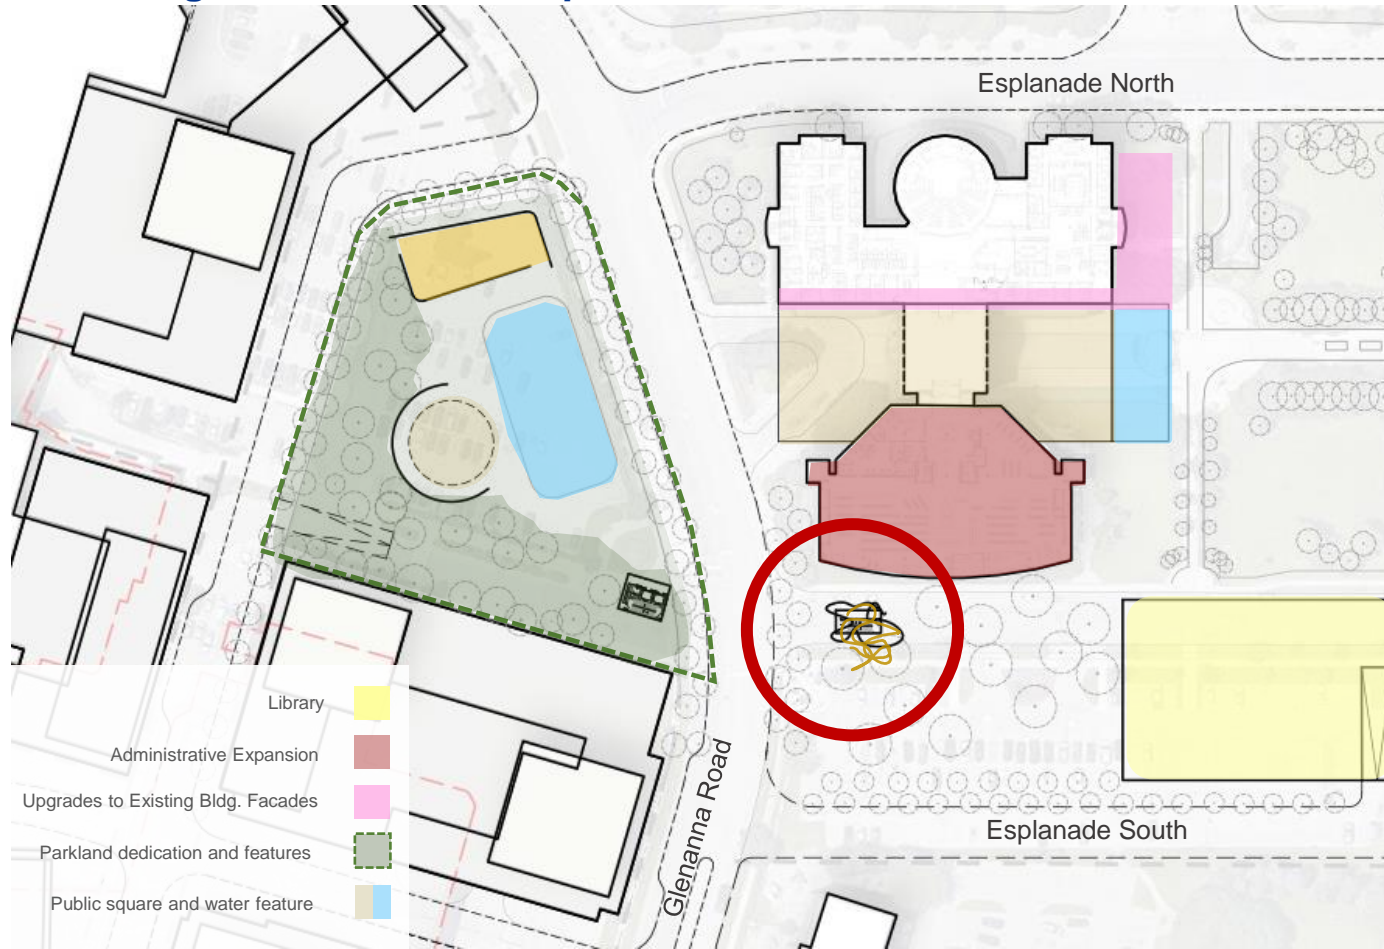 Esplanade North
Library
Administrative Expansion
Upgrades to Existing Bldg. Facades
Parkland dedication and features
Public square and water feature
Glenanna Road
Esplanade South